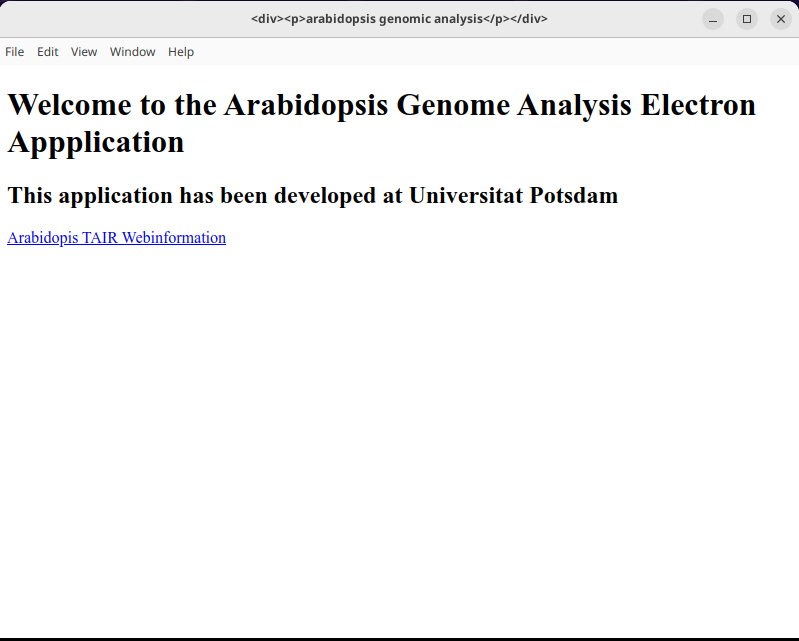 <div><p>arabidopsis genomic analysis</p></div>
File Edit View Window Help
Welcome to the Arabidopsis Genome Analysis Electron
Appplication
This application has been developed at Universitat Potsdam
Arabidopis TAIR Webinformation